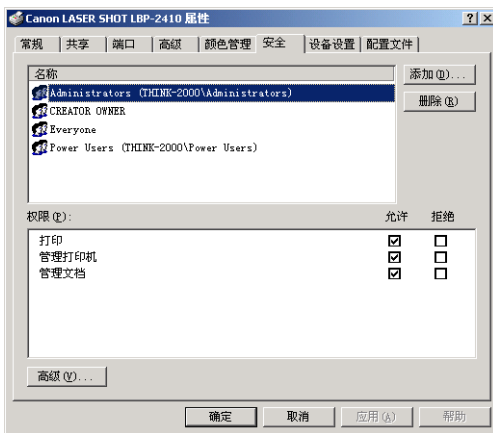 Canon LASER SHOT LBP-2410 属性
常规 共享 端口 高级 颜色管理 安全 设备设置 配置文件
名称
添加(D)...
Administrators (THINK-2000\Administrators)
删除(R)
CREATOR OWNER
Everyone
Power Users (THINK-2000\Power Users)
权限(P): 允许 拒绝
打印
管理打印机
管理文档
高级(V)...
确定 取消 应用(A) 帮助